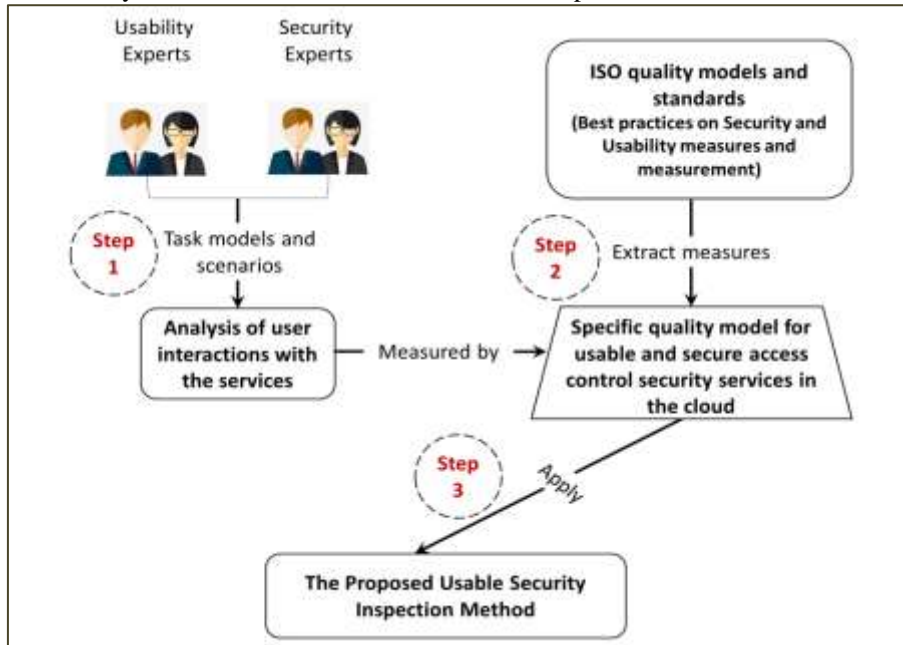 Usability
Experts
Security
Experts
ISO quality models and
standards
(Best practices on Security and
Usability measures and
measurement)
Step
1
Task models and
scenarios
Step
2
Extract measures
Analysis of user
interactions with
the services
Measured by
Specific quality model for
usable and secure access
control security services in
the cloud
Step
3
Apply
The Proposed Usable Security
Inspection Method